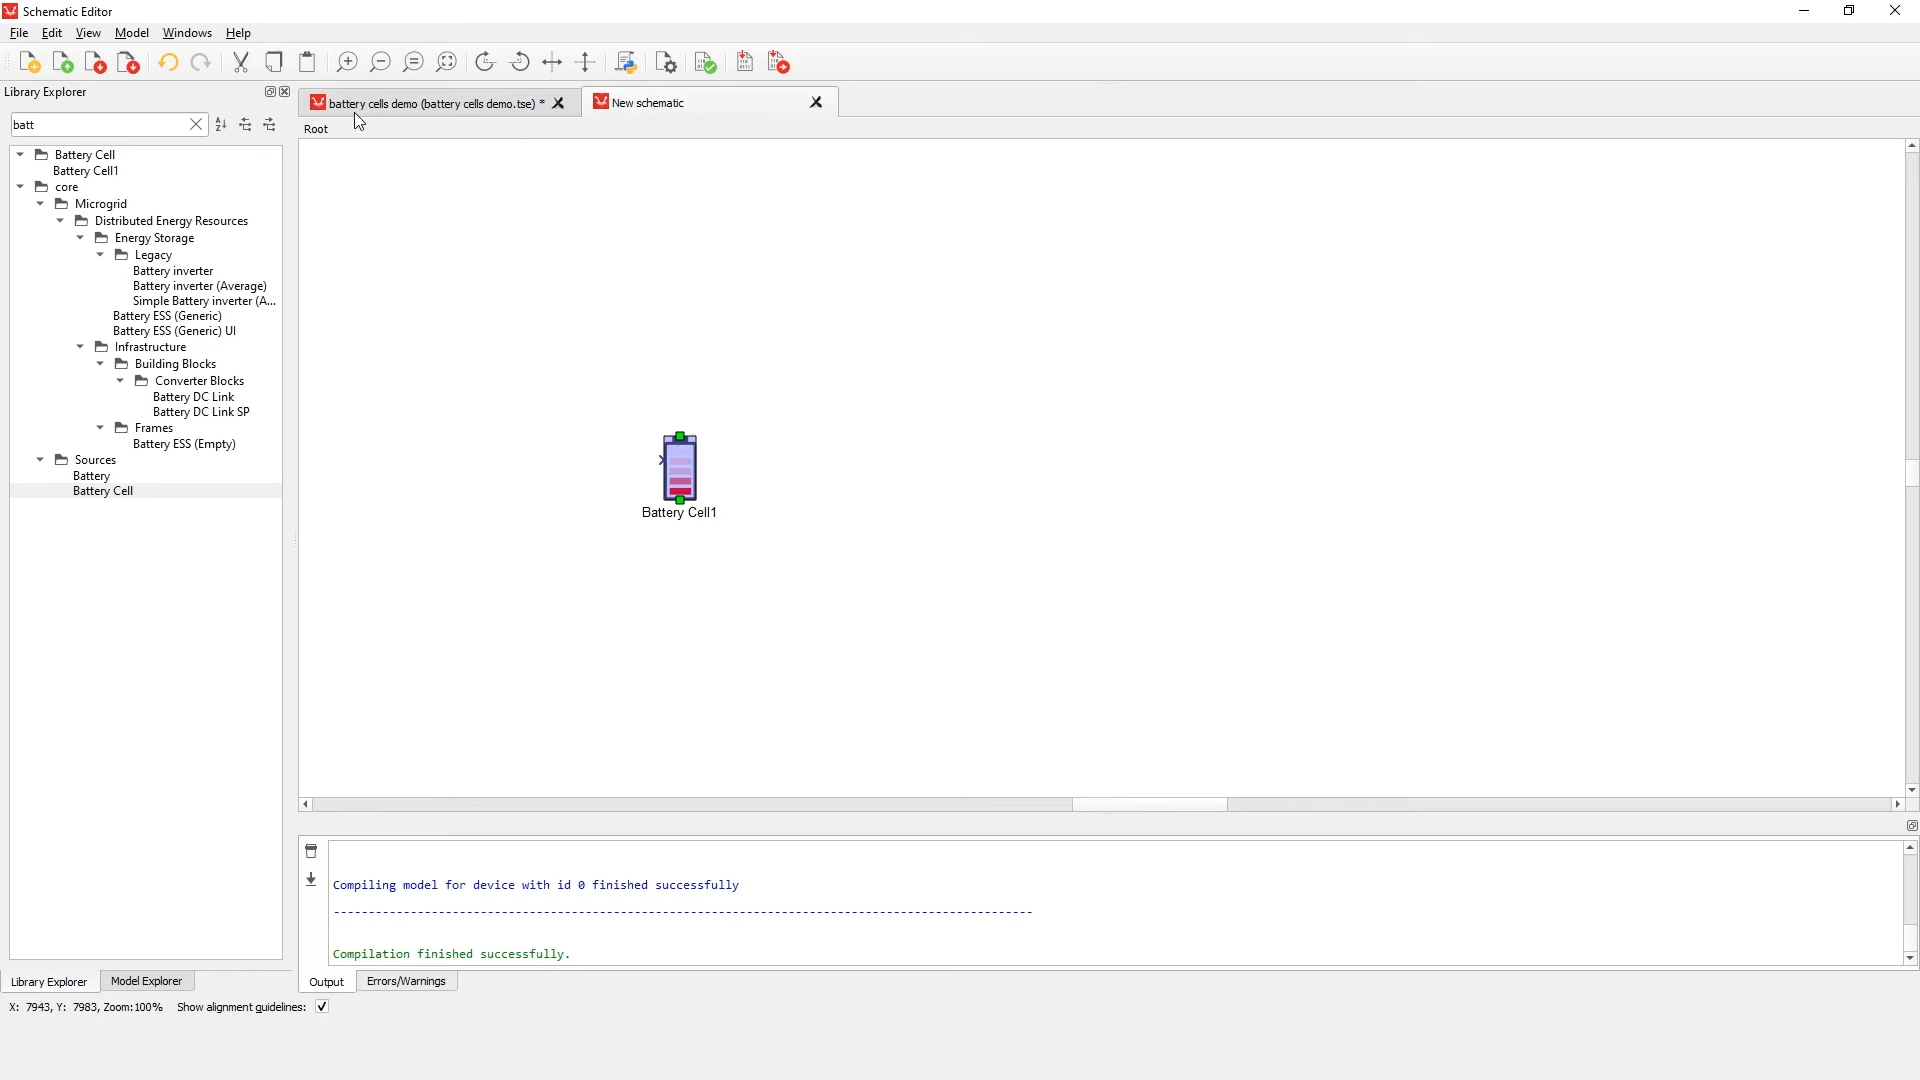 Schematic Editor
File Edit View Model Windows Help
Library Explorer
batt
battery cells demo (battery cells demo.tse) *
New schematic
Root
Battery Cell
Battery Cell1
core
Microgrid
Distributed Energy Resources
Energy Storage
Legacy
Battery inverter
Battery inverter (Average)
Simple Battery inverter (A...
Battery ESS (Generic)
Battery ESS (Generic) UI
Infrastructure
Building Blocks
Converter Blocks
Battery DC Link
Battery DC Link SP
Frames
Battery ESS (Empty)
Sources
Battery
Battery Cell
Battery Cell1
Compiling model for device with id 0 finished successfully
----------------------------------------------------------------------------------------------------
Compilation finished successfully.
Library Explorer Model Explorer
Output Errors/Warnings
X: 7943, Y: 7983, Zoom:100% Show alignment guidelines: